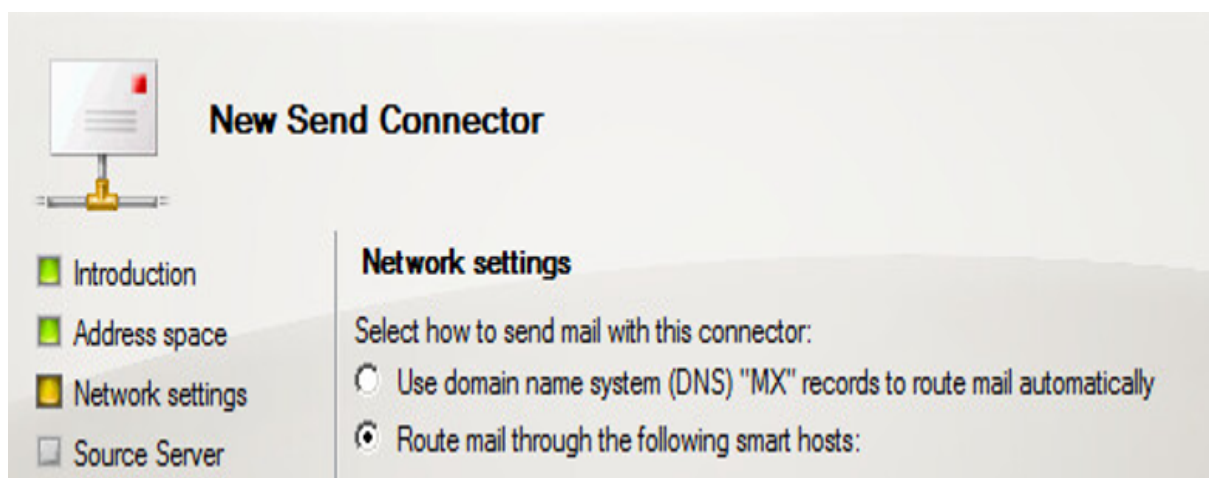 New Send Connector
Introduction
Address space
Network settings
Source Server
Network settings
Select how to send mail with this connector:
Use domain name system (DNS) "MX" records to route mail automatically
Route mail through the following smart hosts: